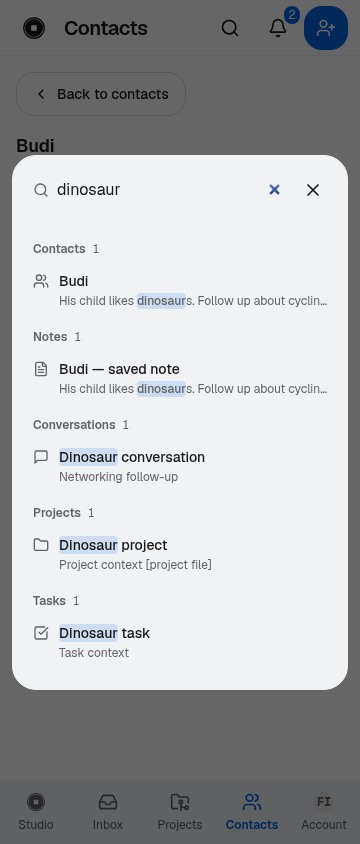 Contacts
2
Back to contacts
Budi
dinosaur
Contacts 1
Budi
His child likes dinosaurs. Follow up about cyclin…
Notes 1
Budi — saved note
His child likes dinosaurs. Follow up about cyclin…
Conversations 1
Dinosaur conversation
Networking follow-up
Projects 1
Dinosaur project
Project context [project file]
Tasks 1
Dinosaur task
Task context
FI
Studio Inbox Projects Contacts Account